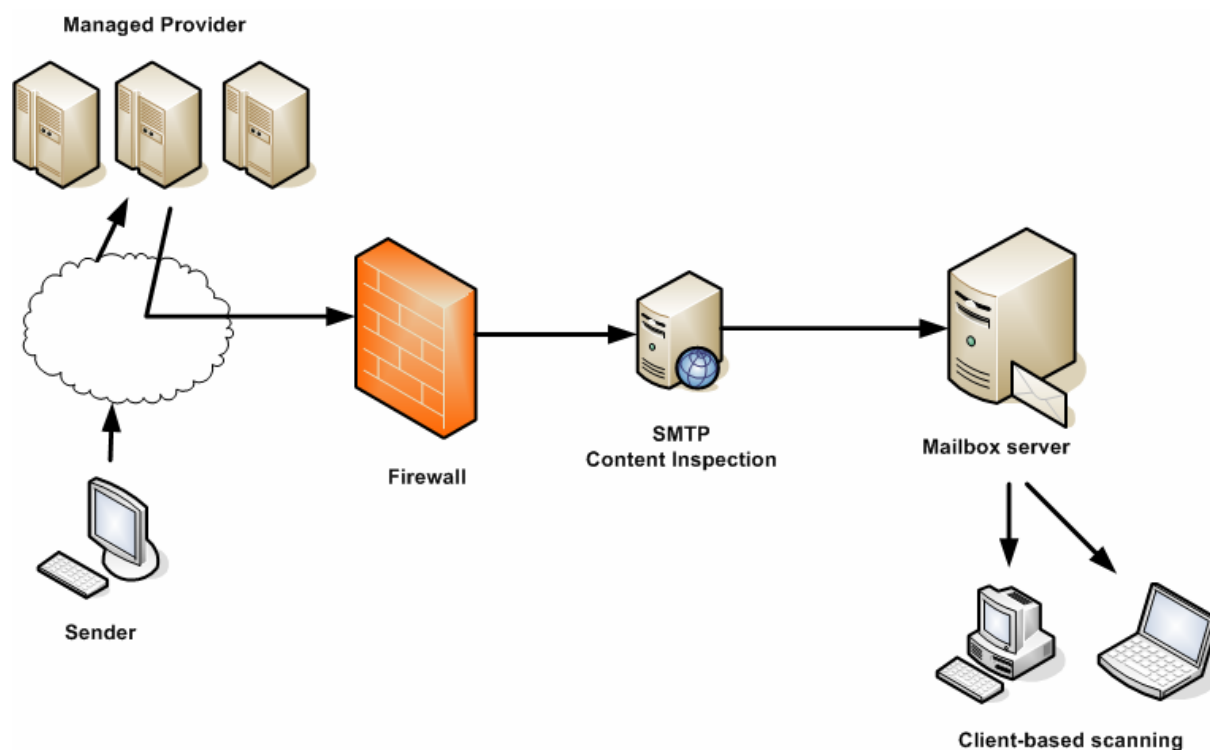 Managed Provider
Firewall
SMTP
Content Inspection
Mailbox server
Sender
Client-based scanning